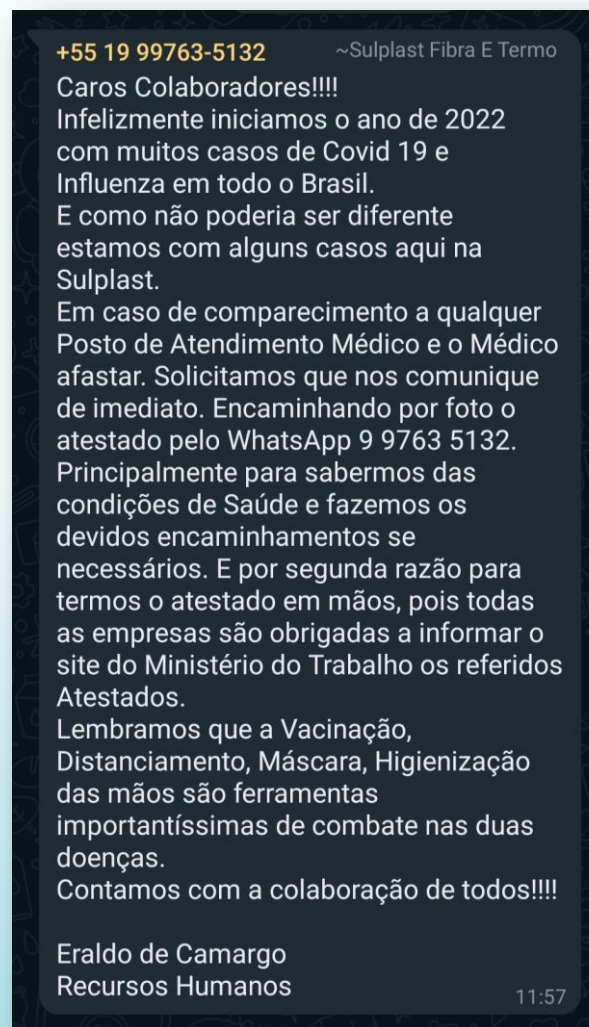 +55 19 99763-5132 ~Sulplast Fibra E Termo
Caros Colaboradores!!!!
Infelizmente iniciamos o ano de 2022
com muitos casos de Covid 19 e
Influenza em todo o Brasil.
E como não poderia ser diferente
estamos com alguns casos aqui na
Sulplast.
Em caso de comparecimento a qualquer
Posto de Atendimento Médico e o Médico
afastar. Solicitamos que nos comunique
de imediato. Encaminhando por foto o
atestado pelo WhatsApp 9 9763 5132.
Principalmente para sabermos das
condições de Saúde e fazemos os
devidos encaminhamentos se
necessários. E por segunda razão para
termos o atestado em mãos, pois todas
as empresas são obrigadas a informar o
site do Ministério do Trabalho os referidos
Atestados.
Lembramos que a Vacinação,
Distanciamento, Máscara, Higienização
das mãos são ferramentas
importantíssimas de combate nas duas
doenças.
Contamos com a colaboração de todos!!!!
Eraldo de Camargo
Recursos Humanos
11:57